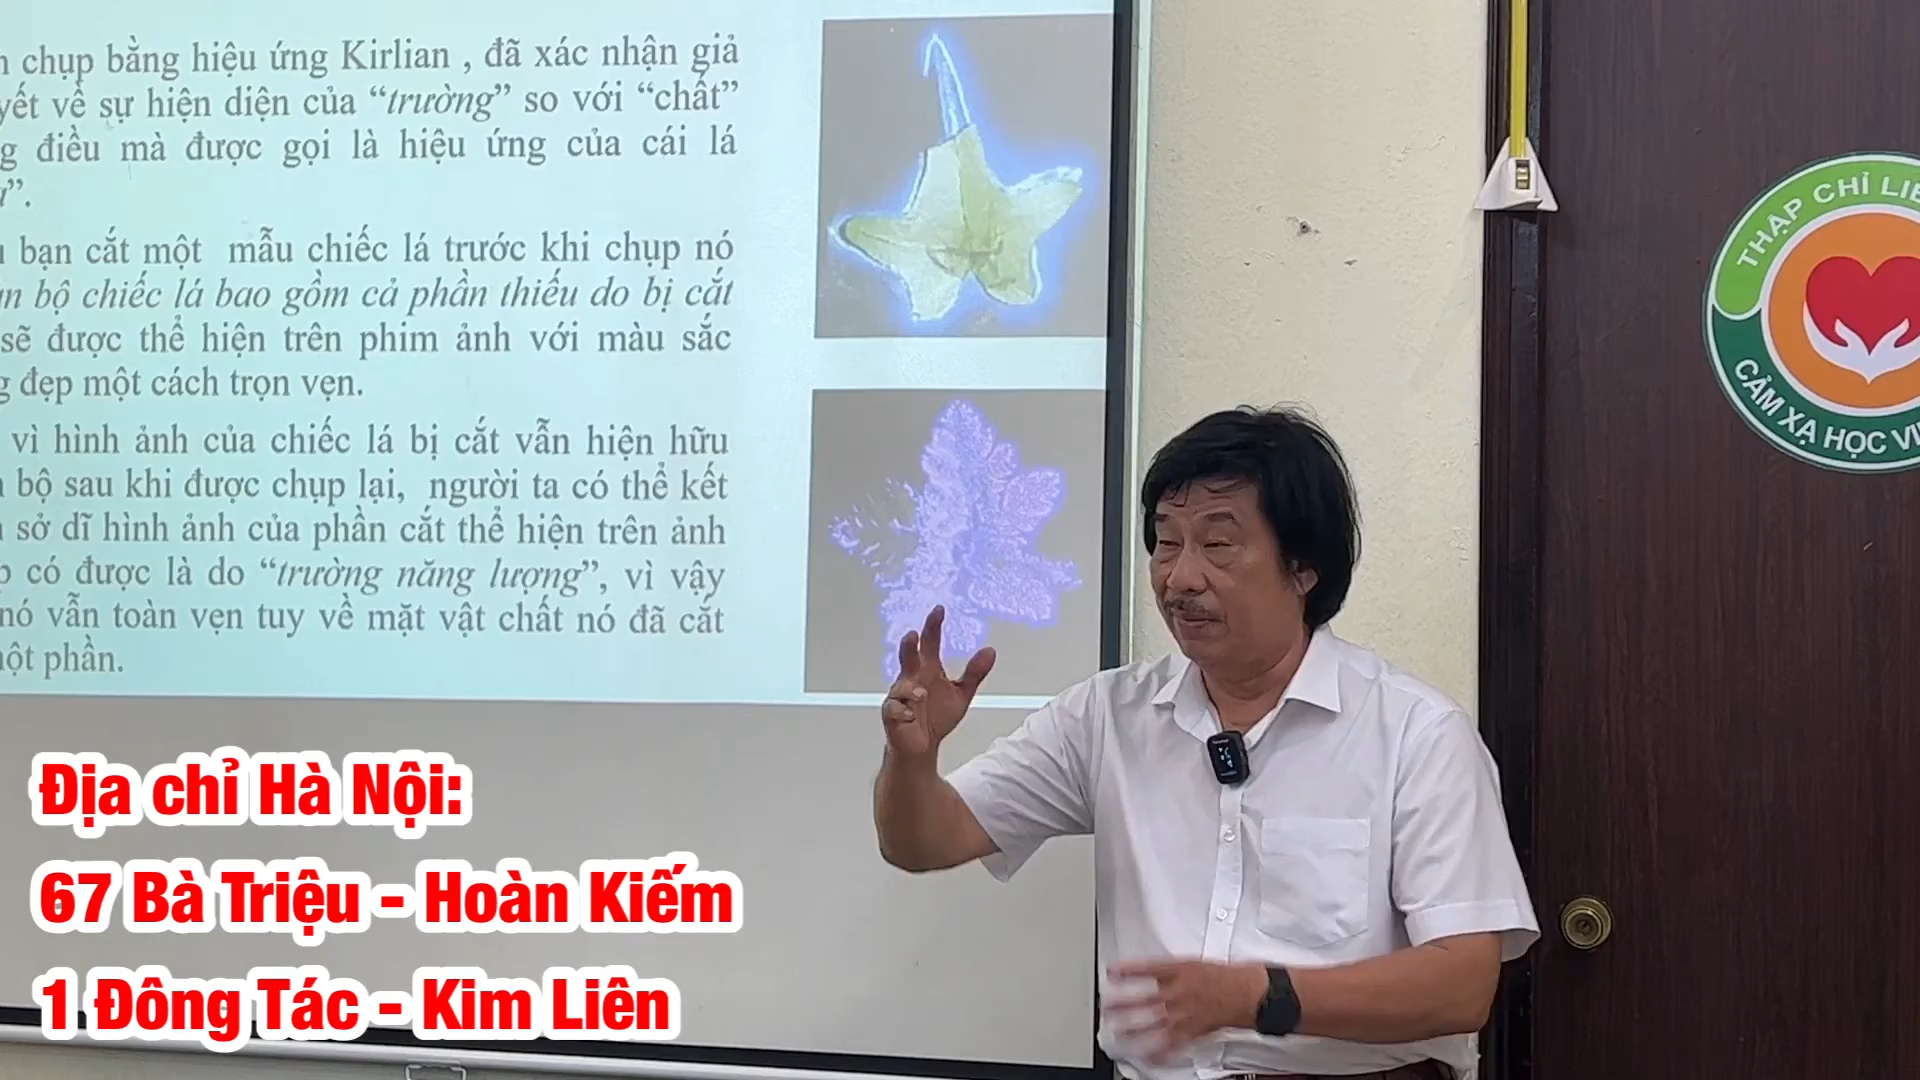 chụp bằng hiệu ứng Kirlian , đã xác nhận giả
về sự hiện diện của “trường” so với “chất”
điều mà được gọi là hiệu ứng của cái lá
bạn cắt một mẫu chiếc lá trước khi chụp nó
bộ chiếc lá bao gồm cả phần thiếu do bị cắt
sẽ được thể hiện trên phim ảnh với màu sắc
đẹp một cách trọn vẹn.
vì hình ảnh của chiếc lá bị cắt vẫn hiện hữu
bộ sau khi được chụp lại, người ta có thể kết
sở dĩ hình ảnh của phần cắt thể hiện trên ảnh
có được là do “trường năng lượng”, vì vậy
nó vẫn toàn vẹn tuy về mặt vật chất nó đã cắt
phần.
THẬP CHỈ
CẢM XẠ HỌC
Địa chỉ Hà Nội:
67 Bà Triệu - Hoàn Kiếm
1 Đông Tác - Kim Liên